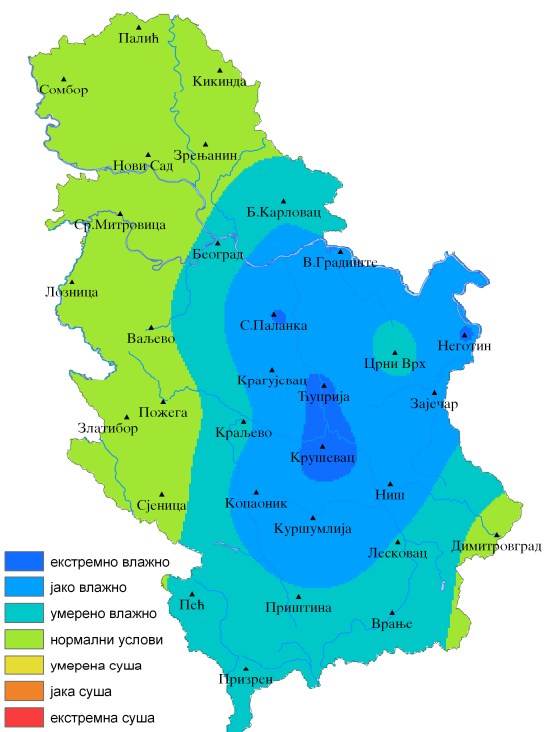 Палић
Кикинда
Сомбор
Зрењанин
Нови Сад
Б.Карловац
Ср.Митровица
Београд
В.Градиште
Лозница
С.Паланка
Ваљево
Неготин
Црни Врх
Крагујевац
Ћуприја
Зајечар
Пожега
Златибор
Краљево
Крушевац
Ниш
Копаоник
Сјеница
Куршумлија
Димитровград
Лесковац
Пећ
Приштина
Врање
Призрен
екстремно влажно
јако влажно
умерено влажно
нормални услови
умерена суша
јака суша
екстремна суша